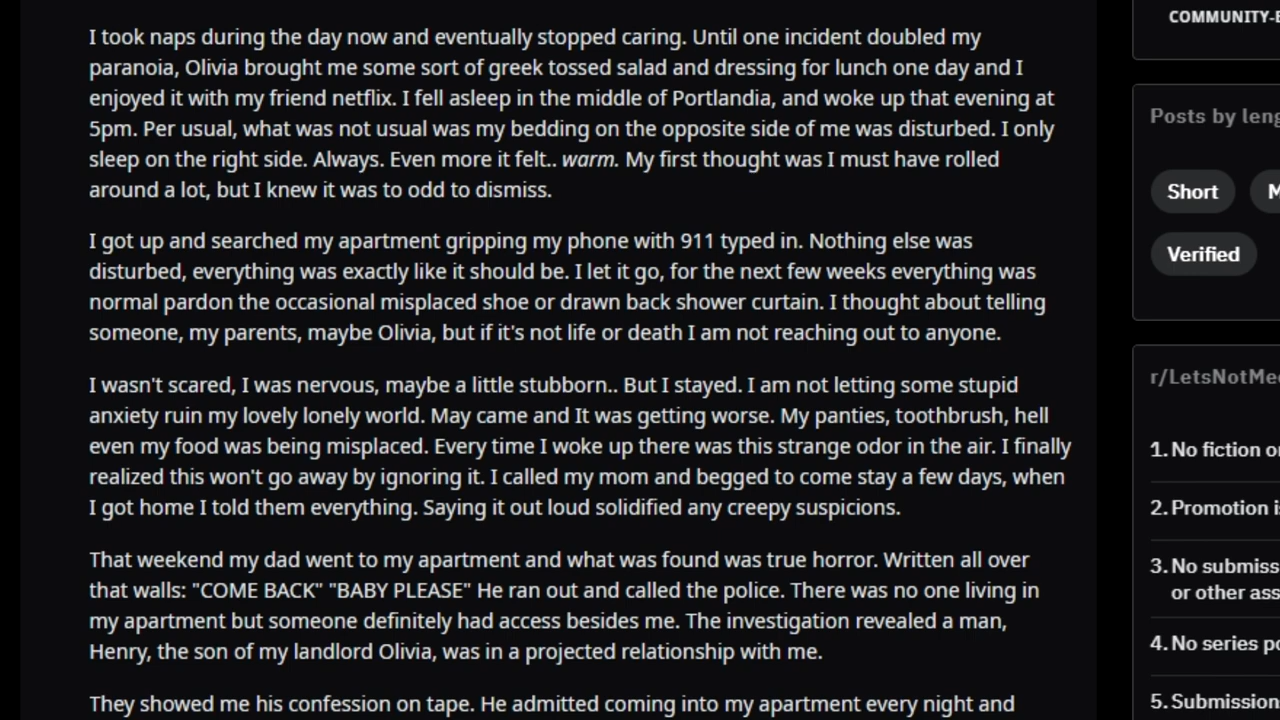 I took naps during the day now and eventually stopped caring. Until one incident doubled my
paranoia, Olivia brought me some sort of greek tossed salad and dressing for lunch one day and I
enjoyed it with my friend netflix. I fell asleep in the middle of Portlandia, and woke up that evening at
5pm. Per usual, what was not usual was my bedding on the opposite side of me was disturbed. I only
sleep on the right side. Always. Even more it felt.. warm. My first thought was I must have rolled
around a lot, but I knew it was to odd to dismiss.
I got up and searched my apartment gripping my phone with 911 typed in. Nothing else was
disturbed, everything was exactly like it should be. I let it go, for the next few weeks everything was
normal pardon the occasional misplaced shoe or drawn back shower curtain. I thought about telling
someone, my parents, maybe Olivia, but if it's not life or death I am not reaching out to anyone.
I wasn't scared, I was nervous, maybe a little stubborn.. But I stayed. I am not letting some stupid
anxiety ruin my lovely lonely world. May came and It was getting worse. My panties, toothbrush, hell
even my food was being misplaced. Every time I woke up there was this strange odor in the air. I finally
realized this won't go away by ignoring it. I called my mom and begged to come stay a few days, when
I got home I told them everything. Saying it out loud solidified any creepy suspicions.
That weekend my dad went to my apartment and what was found was true horror. Written all over
that walls: "COME BACK" "BABY PLEASE" He ran out and called the police. There was no one living in
my apartment but someone definitely had access besides me. The investigation revealed a man,
Henry, the son of my landlord Olivia, was in a projected relationship with me.
They showed me his confession on tape. He admitted coming into my apartment every night and
COMMUNITY-
Posts by leng
Short
M
Verified
r/LetsNotMee
1. No fiction o
2. Promotion i
3. No submiss
or other ass
4. No series po
5. Submission